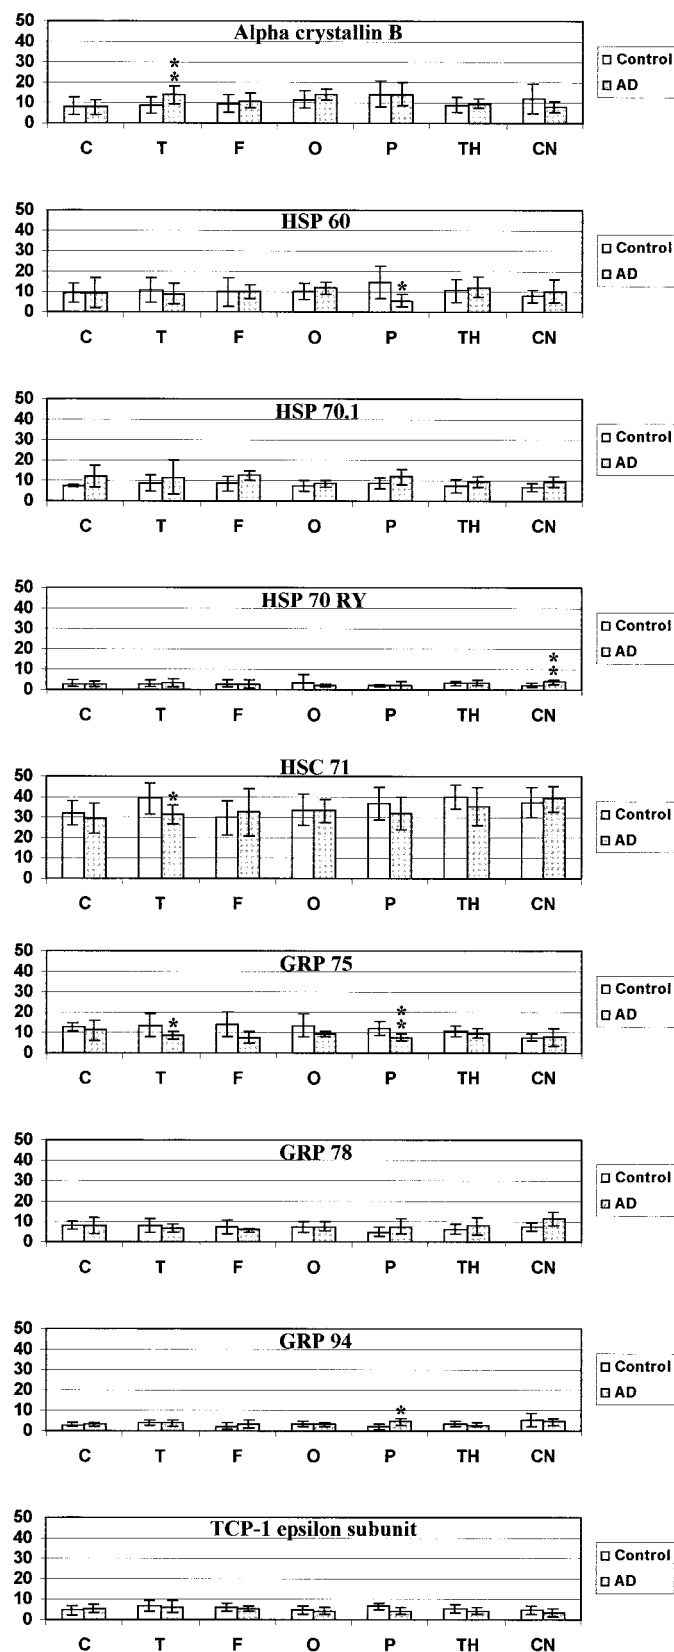 Alpha crystallin B
50
40
30
20
10
0
* *
C T F O P TH CN
Control
AD
HSP 60
50
40
30
20
10
0
*
C T F O P TH CN
Control
AD
HSP 70.1
50
40
30
20
10
0
C T F O P TH CN
Control
AD
HSP 70 RY
50
40
30
20
10
0
* *
C T F O P TH CN
Control
AD
HSC 71
50
40
30
20
10
0
*
C T F O P TH CN
Control
AD
GRP 75
50
40
30
20
10
0
* * *
C T F O P TH CN
Control
AD
GRP 78
50
40
30
20
10
0
C T F O P TH CN
Control
AD
GRP 94
50
40
30
20
10
0
*
C T F O P TH CN
Control
AD
TCP-1 epsilon subunit
50
40
30
20
10
0
C T F O P TH CN
Control
AD